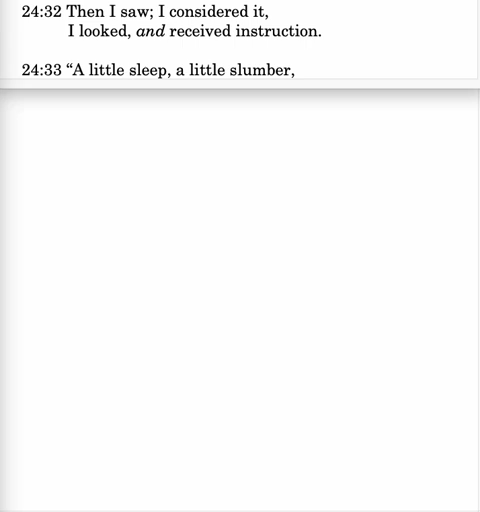 24:32 Then I saw; I considered it,
I looked, and received instruction.
24:33 “A little sleep, a little slumber,